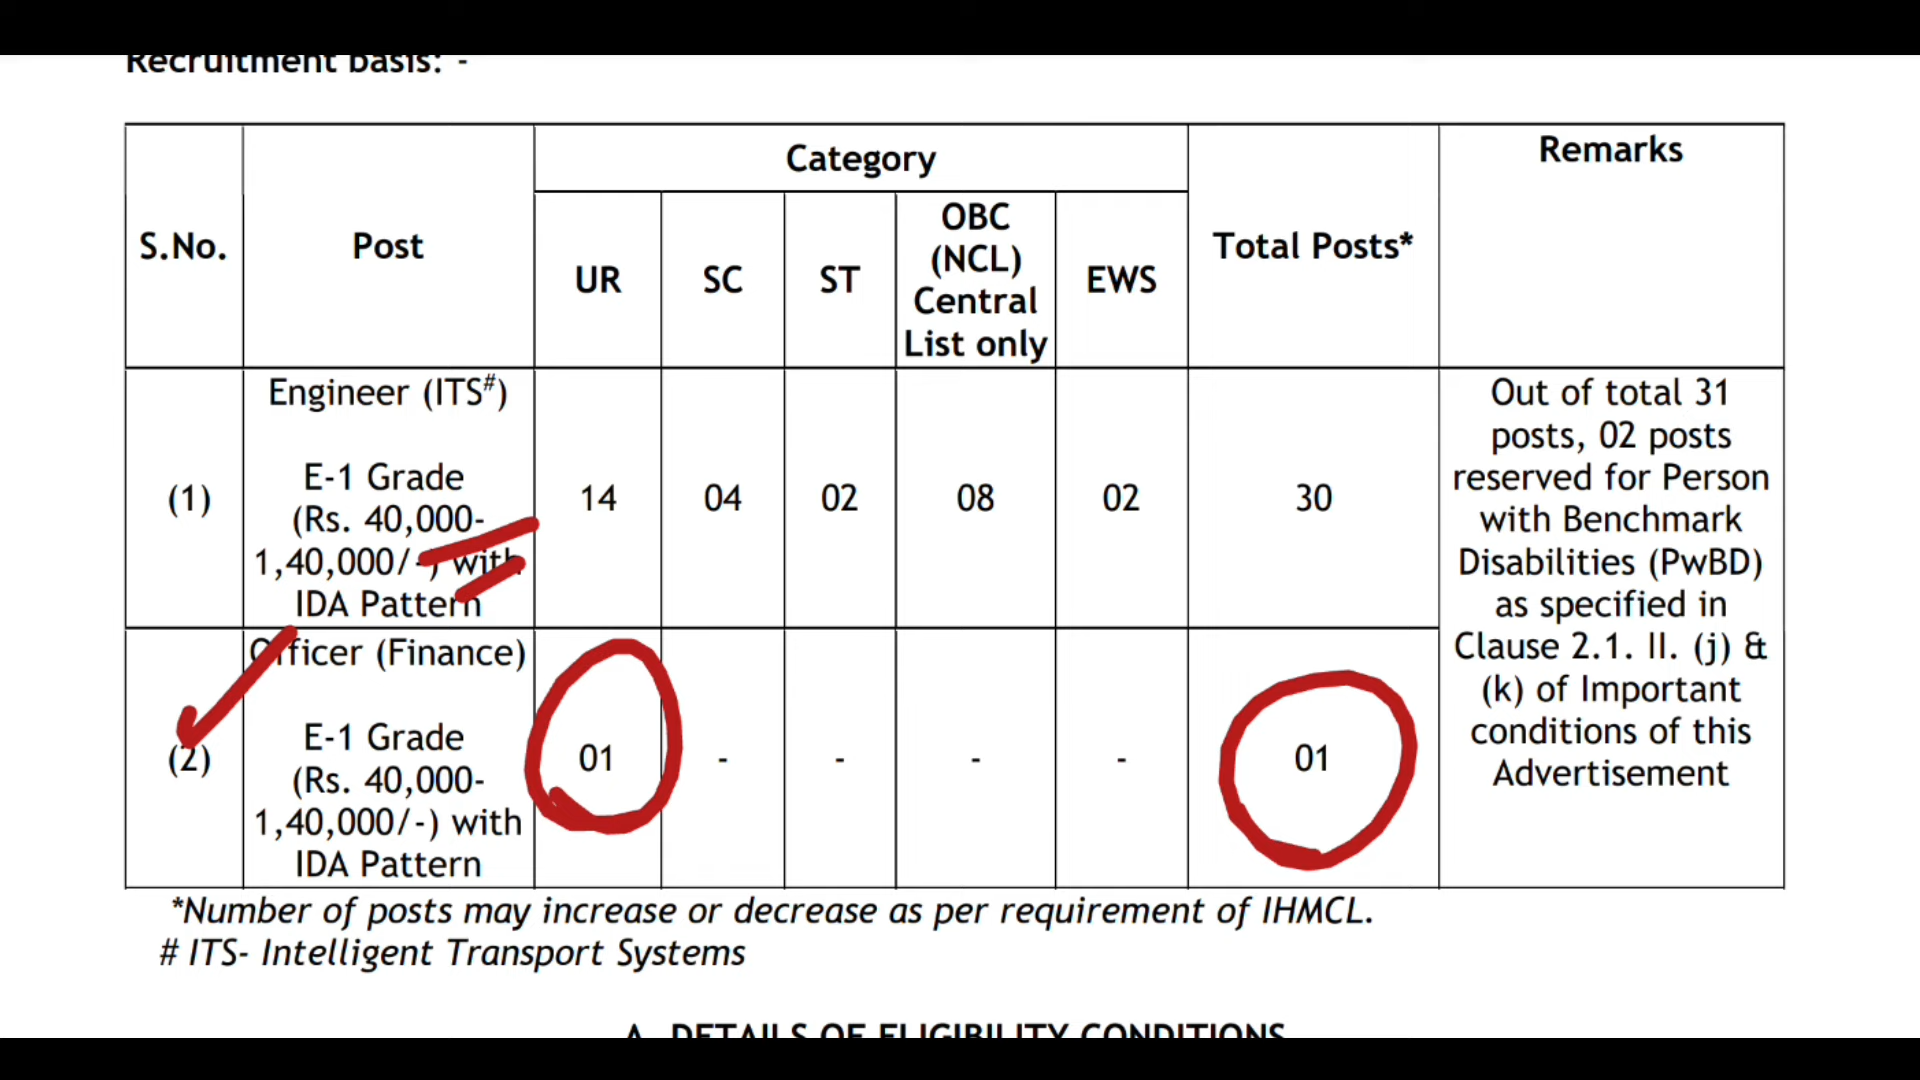 Recruitment basis: -
Category
Remarks
S.No.
Post
Total Posts*
UR
SC
ST
OBC
(NCL)
Central
List only
EWS
(1)
Engineer (ITS#)
E-1 Grade
(Rs. 40,000-
1,40,000/-) with
IDA Pattern
14
04
02
08
02
30
Out of total 31
posts, 02 posts
reserved for Person
with Benchmark
Disabilities (PwBD)
as specified in
Clause 2.1. II. (j) &
(k) of Important
conditions of this
Advertisement
(2)
Officer (Finance)
E-1 Grade
(Rs. 40,000-
1,40,000/-) with
IDA Pattern
01
-
-
-
-
01
*Number of posts may increase or decrease as per requirement of IHMCL.
# ITS- Intelligent Transport Systems
A. DETAILS OF ELIGIBILITY CONDITIONS